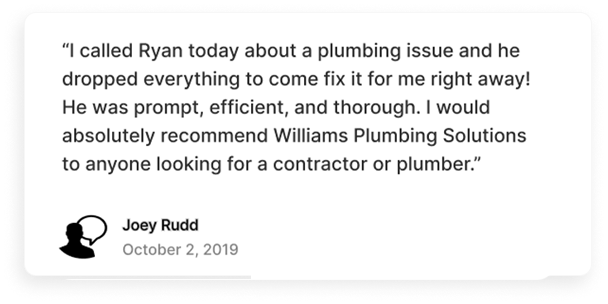 “I called Ryan today about a plumbing issue and he
dropped everything to come fix it for me right away!
He was prompt, efficient, and thorough. I would
absolutely recommend Williams Plumbing Solutions
to anyone looking for a contractor or plumber.”
Joey Rudd
October 2, 2019